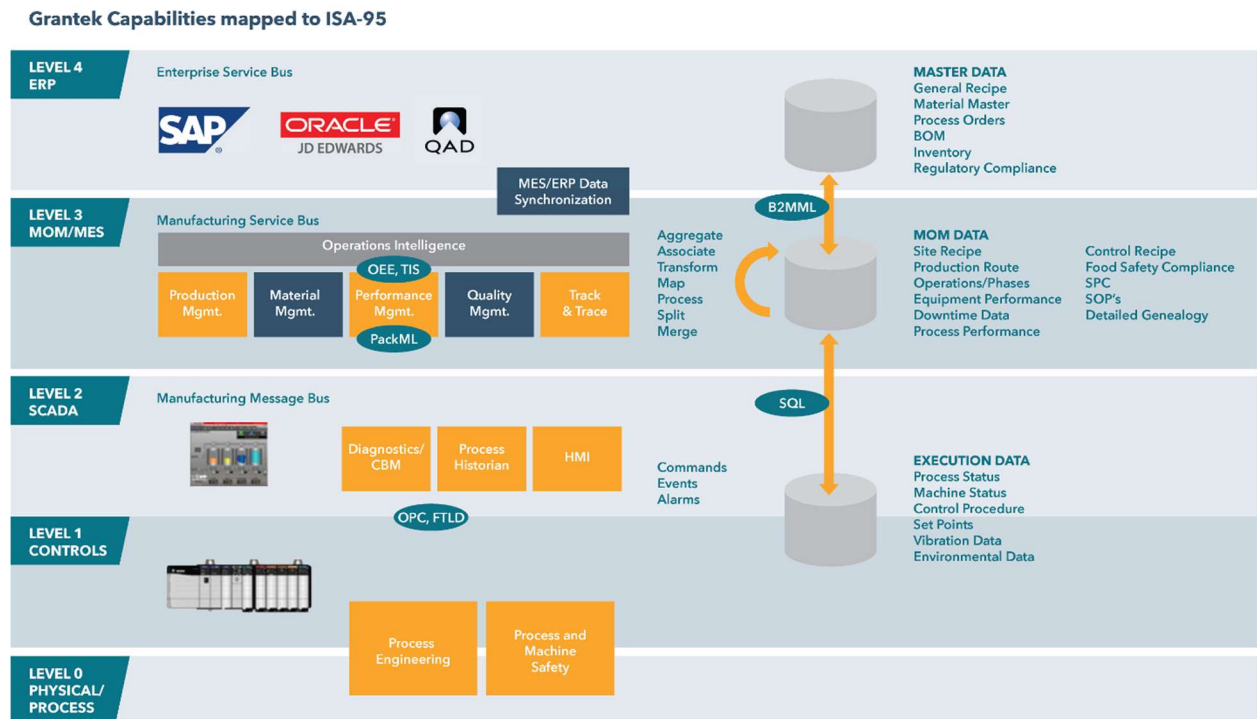 Grantek Capabilities mapped to ISA-95
LEVEL 4
ERP
Enterprise Service Bus
SAP
®
ORACLE®
JD EDWARDS
QAD
MES/ERP Data
Synchronization
MASTER DATA
General Recipe
Material Master
Process Orders
BOM
Inventory
Regulatory Compliance
B2MML
LEVEL 3
MOM/MES
Manufacturing Service Bus
Operations Intelligence
OEE, TIS
Production
Mgmt.
Material
Mgmt.
Performance
Mgmt.
Quality
Mgmt.
Track
& Trace
PackML
Aggregate
Associate
Transform
Map
Process
Split
Merge
MOM DATA
Site Recipe
Production Route
Operations/Phases
Equipment Performance
Downtime Data
Process Performance
Control Recipe
Food Safety Compliance
SPC
SOP's
Detailed Genealogy
LEVEL 2
SCADA
Manufacturing Message Bus
Diagnostics/
CBM
Process
Historian
HMI
SQL
Commands
Events
Alarms
EXECUTION DATA
Process Status
Machine Status
Control Procedure
Set Points
Vibration Data
Environmental Data
OPC, FTLD
LEVEL 1
CONTROLS
Process
Engineering
Process and
Machine
Safety
LEVEL 0
PHYSICAL/
PROCESS